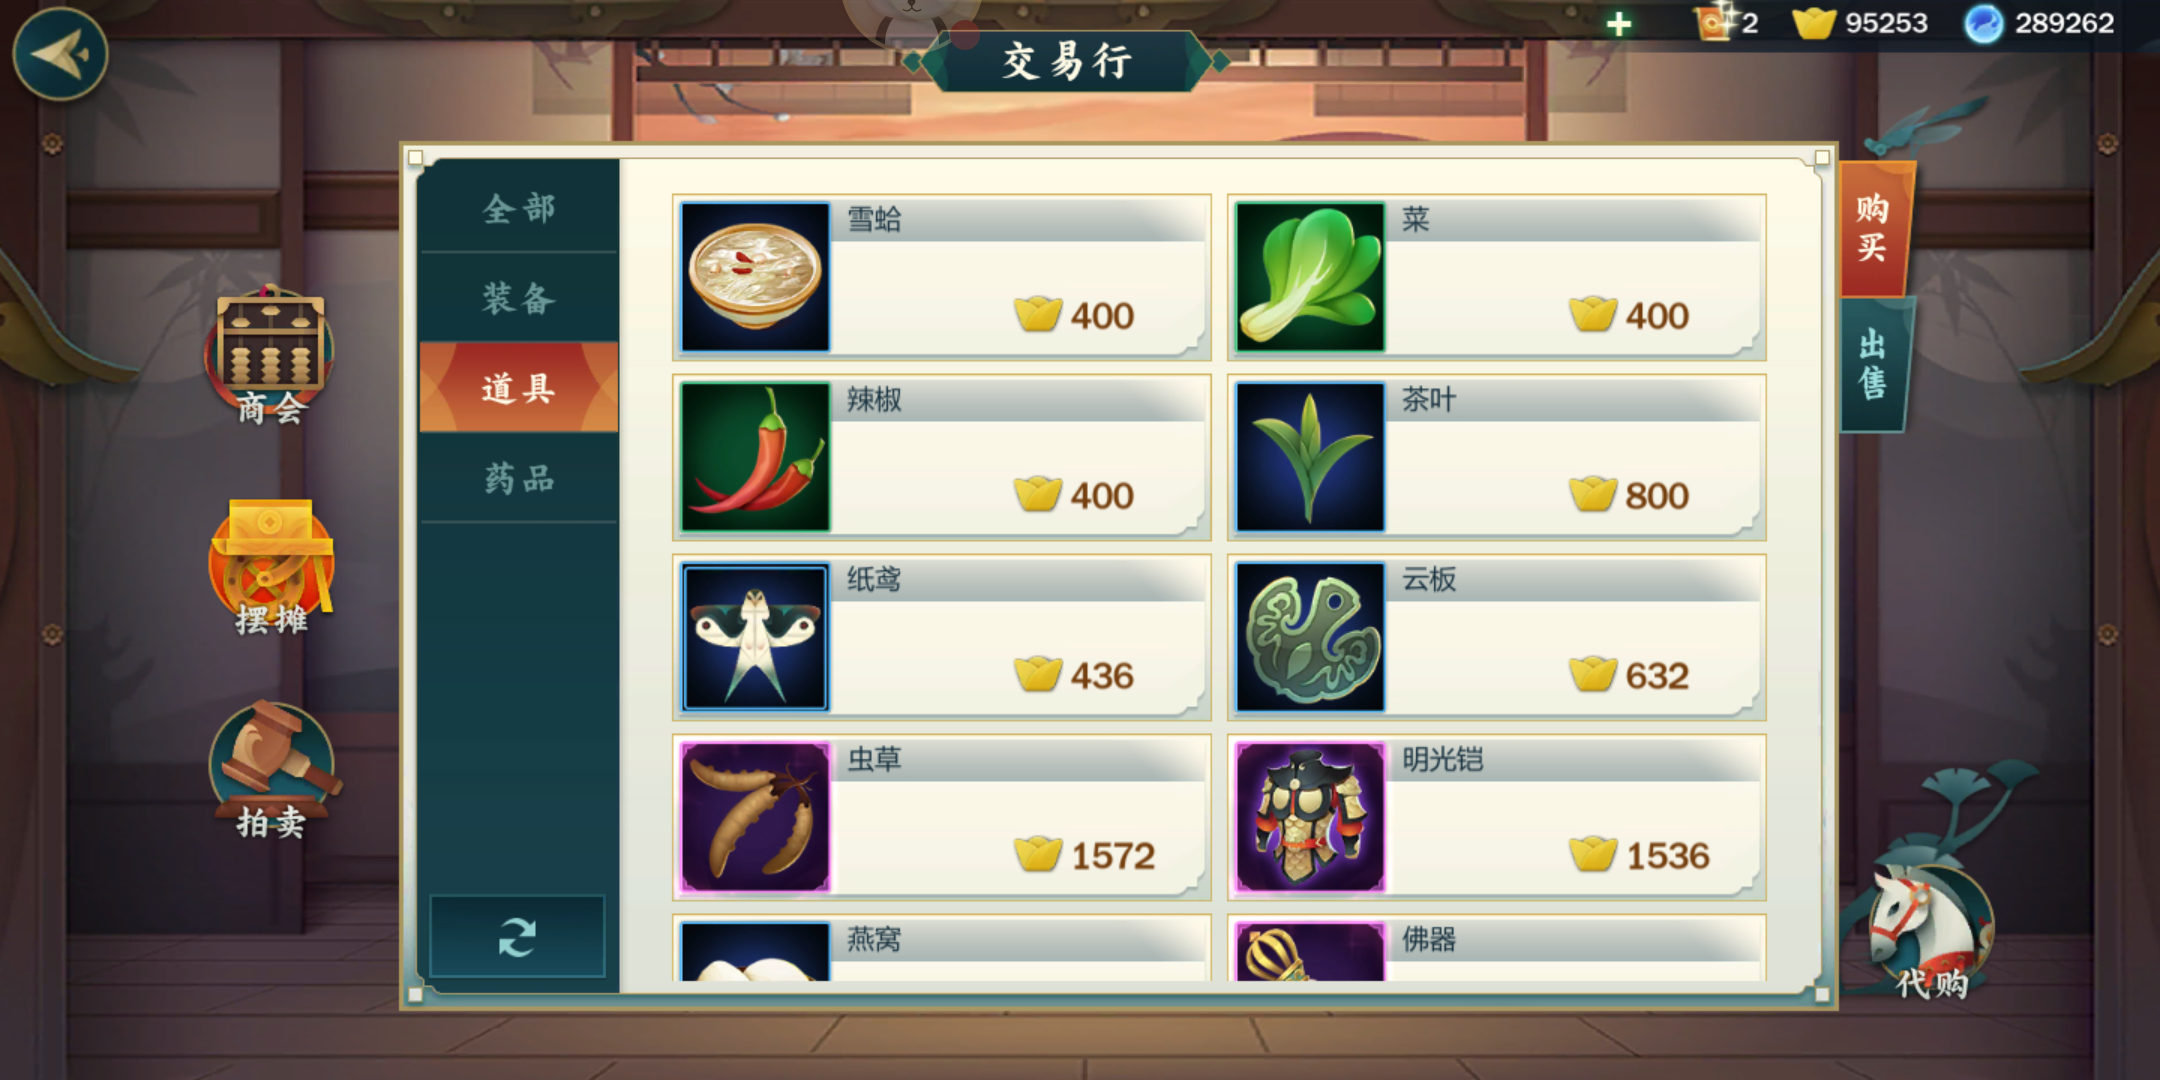 交易行
2
95253
289262
全部
装备
道具
药品
商会
摆摊
拍卖
雪蛤
400
菜
400
辣椒
400
茶叶
800
纸鸢
436
云板
632
虫草
1572
明光铠
1536
燕窝
佛器
购买
出售
代购